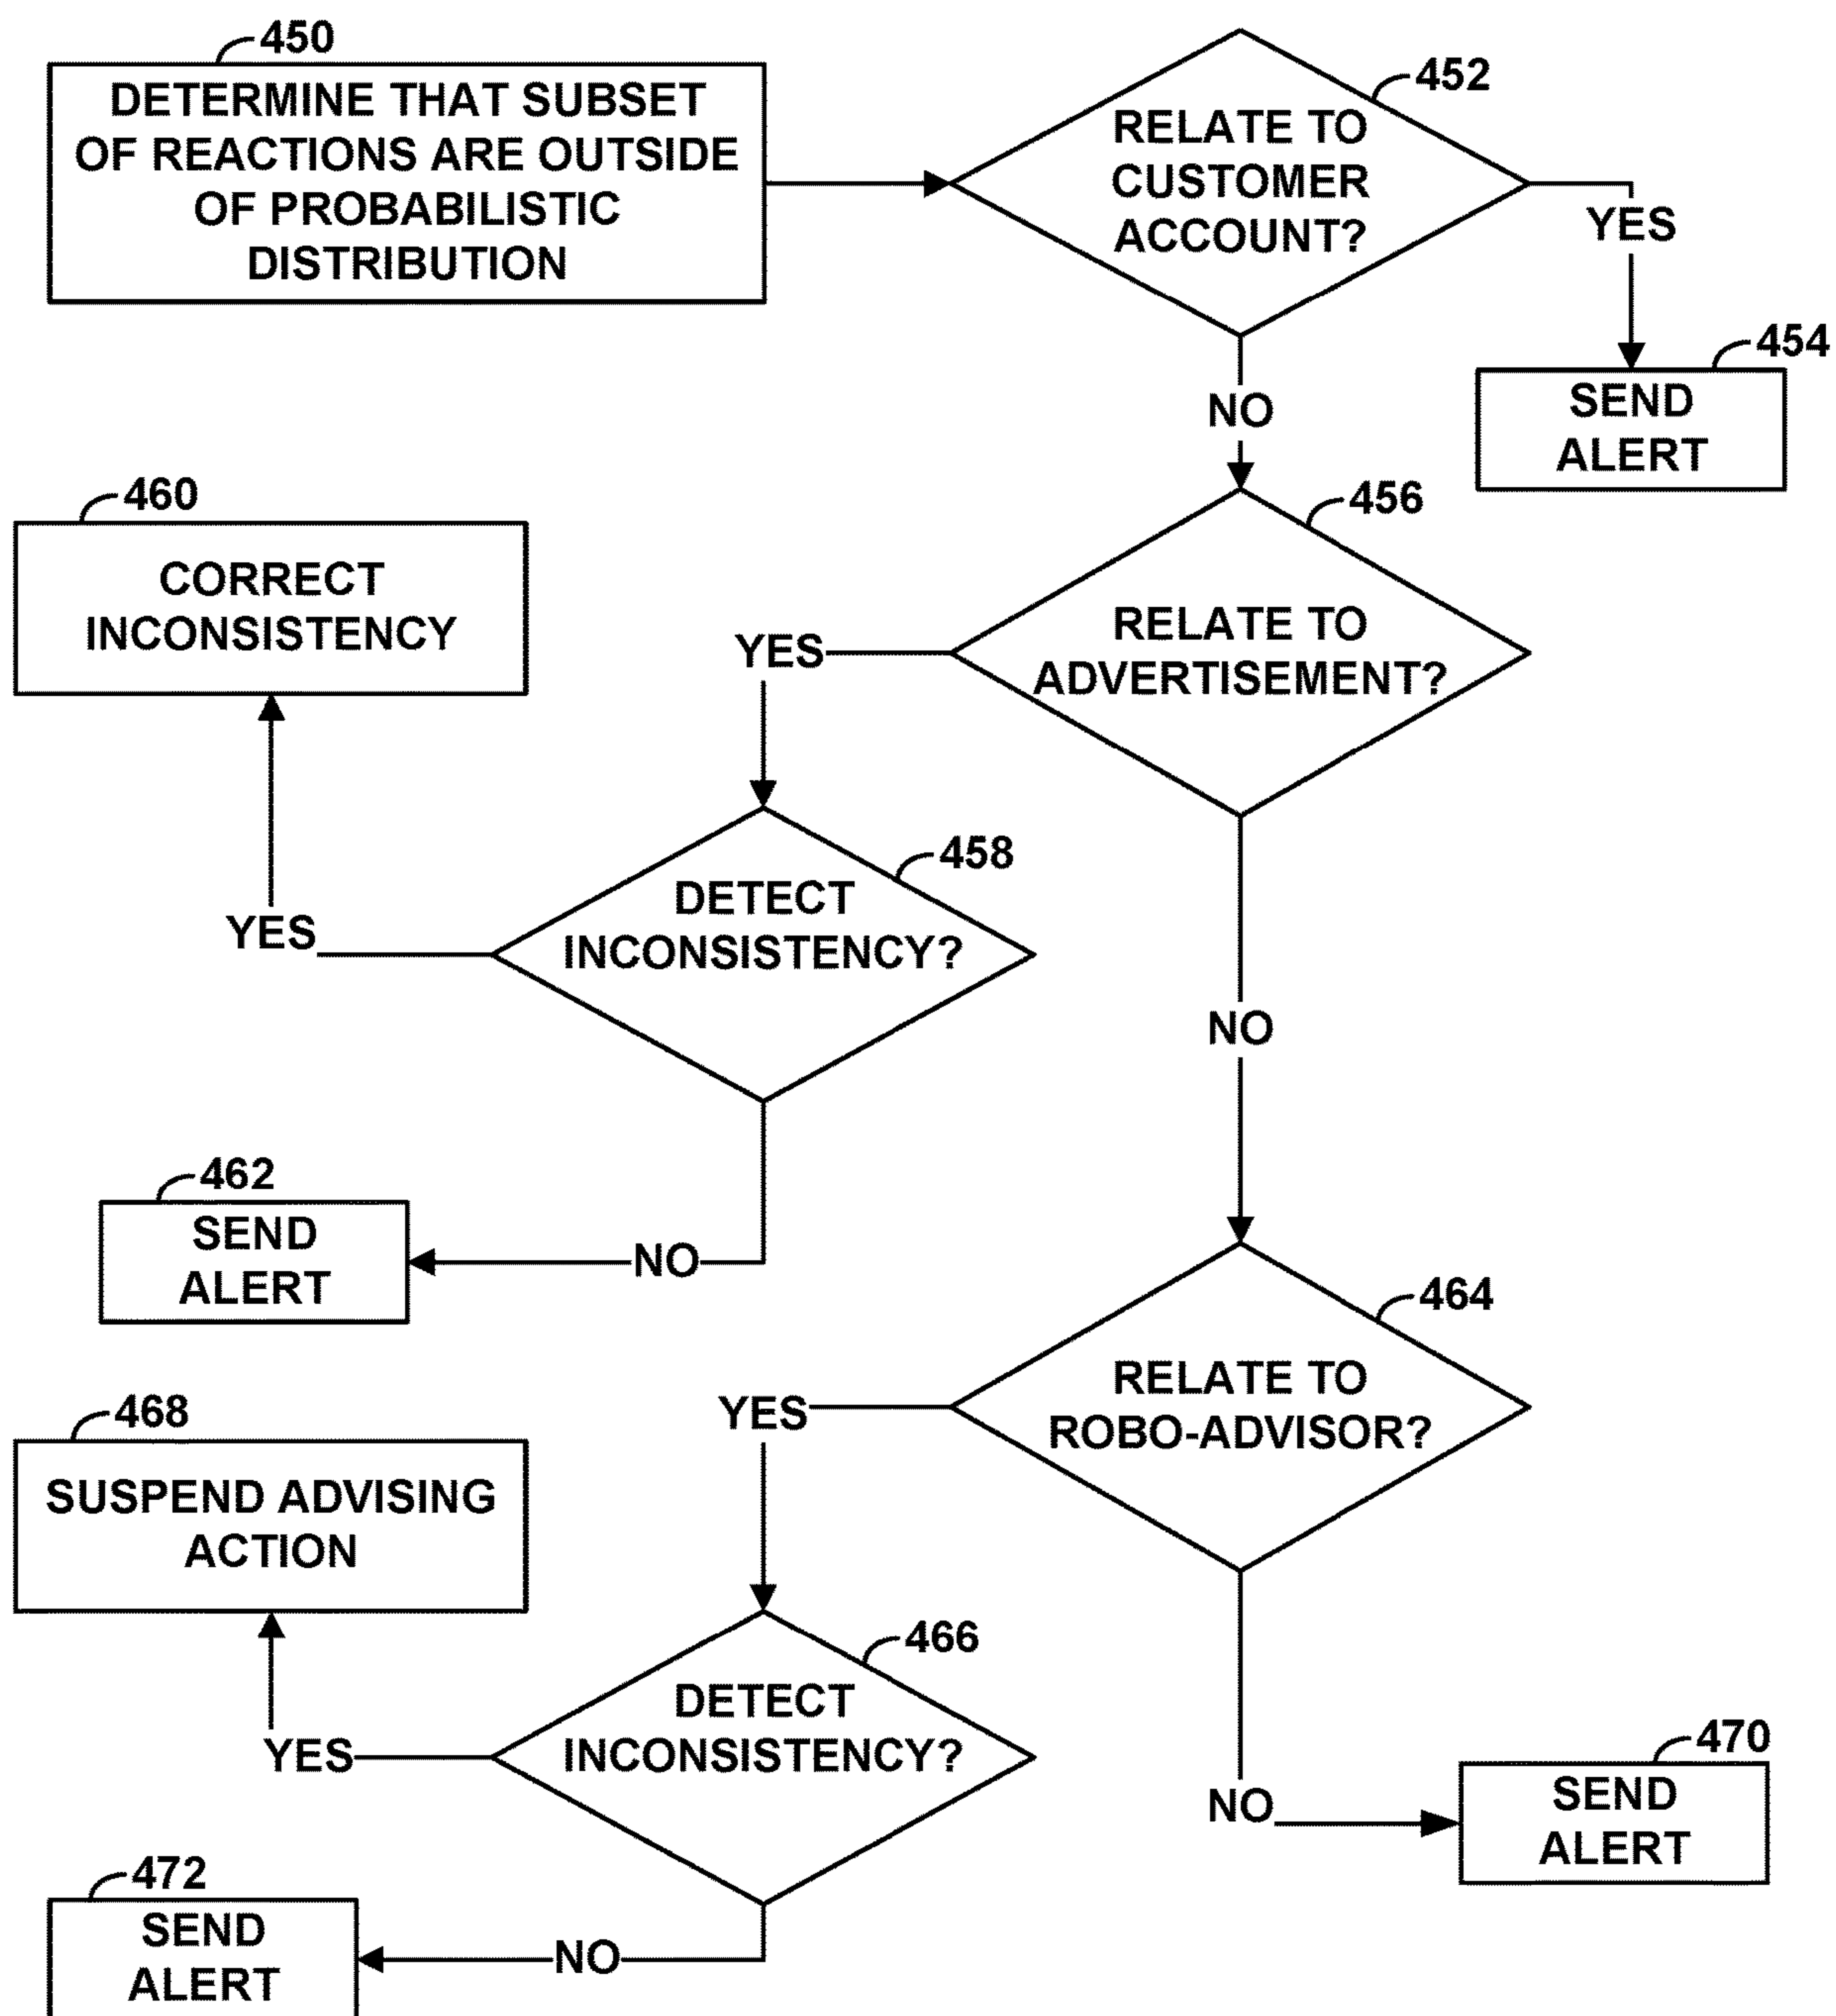 450
DETERMINE THAT SUBSET
OF REACTIONS ARE OUTSIDE
OF PROBABILISTIC
DISTRIBUTION
452
RELATE TO
CUSTOMER
ACCOUNT?
YES
454
SEND
ALERT
NO
456
RELATE TO
ADVERTISEMENT?
YES
460
CORRECT
INCONSISTENCY
458
DETECT
INCONSISTENCY?
YES
NO
462
SEND
ALERT
NO
464
RELATE TO
ROBO-ADVISOR?
YES
468
SUSPEND ADVISING
ACTION
466
DETECT
INCONSISTENCY?
YES
NO
470
SEND
ALERT
472
SEND
ALERT
NO